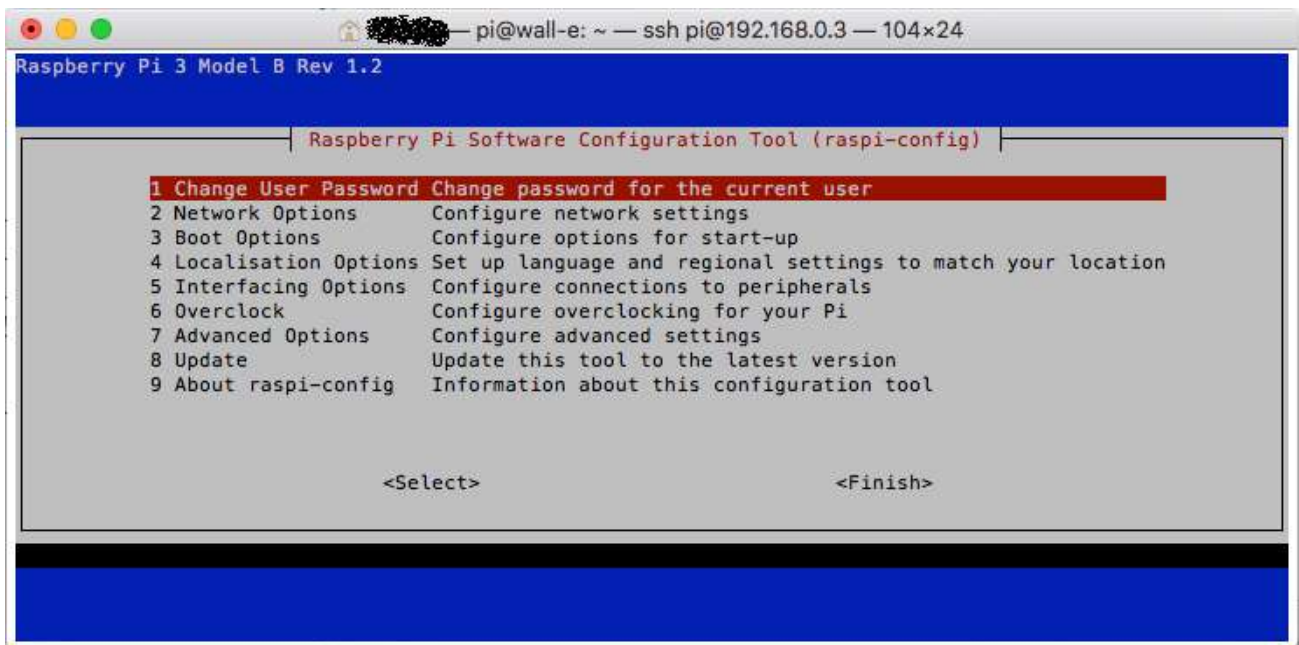 — pi@wall-e: ~ — ssh pi@192.168.0.3 — 104×24
Raspberry Pi 3 Model B Rev 1.2
Raspberry Pi Software Configuration Tool (raspi-config)
1 Change User Password Change password for the current user
2 Network Options Configure network settings
3 Boot Options Configure options for start-up
4 Localisation Options Set up language and regional settings to match your location
5 Interfacing Options Configure connections to peripherals
6 Overclock Configure overclocking for your Pi
7 Advanced Options Configure advanced settings
8 Update Update this tool to the latest version
9 About raspi-config Information about this configuration tool
<Select> <Finish>